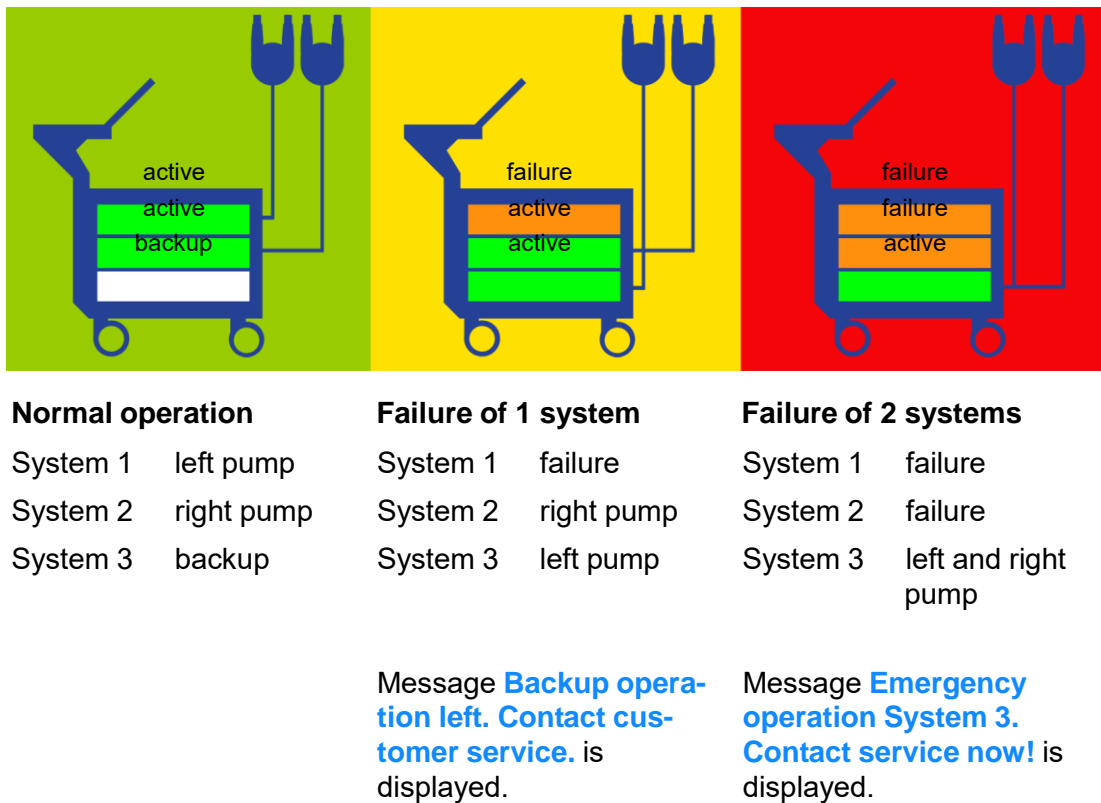 active
active
backup
failure
active
active
failure
failure
active
Normal operation
System 1 left pump
System 2 right pump
System 3 backup
Failure of 1 system
System 1 failure
System 2 right pump
System 3 left pump
Message Backup opera-
tion left. Contact cus-
tomer service. is
displayed.
Failure of 2 systems
System 1 failure
System 2 failure
System 3 left and right
pump
Message Emergency
operation System 3.
Contact service now! is
displayed.